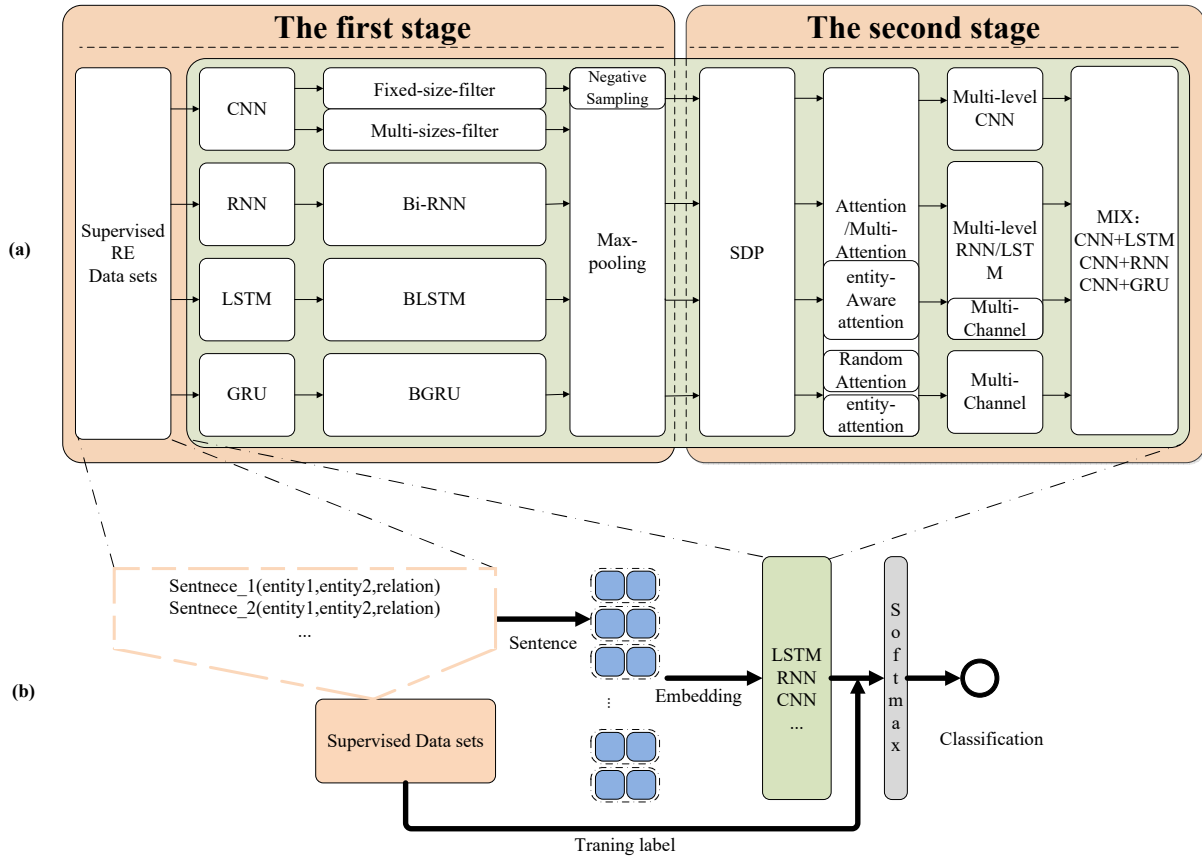 The first stage
The second stage
(a)
Supervised
RE
Data sets
CNN
Fixed-size-filter
Multi-sizes-filter
Negative
Sampling
RNN
Bi-RNN
LSTM
BLSTM
GRU
BGRU
Max-
pooling
SDP
Attention
/Multi-
Attention
entity-
Aware
attention
Random
Attention
entity-
attention
Multi-level
CNN
Multi-level
RNN/LST
M
Multi-
Channel
Multi-
Channel
MIX：
CNN+LSTM
CNN+RNN
CNN+GRU
(b)
Sentnece_1(entity1,entity2,relation)
Sentnece_2(entity1,entity2,relation)
...
Sentence
Supervised Data sets
...
Embedding
LSTM
RNN
CNN
...
Softmax
Classification
Traning label